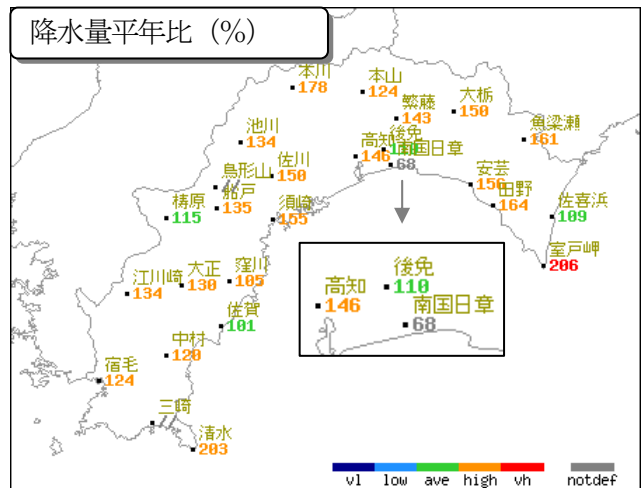 降水量平年比 (%)
本川
178
本山
124
繁藤
143
大栃
150
魚梁瀬
161
池川
134
高知
146
後免
110
南国日章
68
鳥形山
//
佐川
150
安芸
156
田野
164
船戸
135
梼原
115
須崎
155
佐喜浜
109
室戸岬
206
江川崎
134
大正
130
窪川
105
佐賀
101
高知
146
後免
110
南国日章
68
中村
120
宿毛
124
三崎
//
清水
203
vl low ave high vh notdef